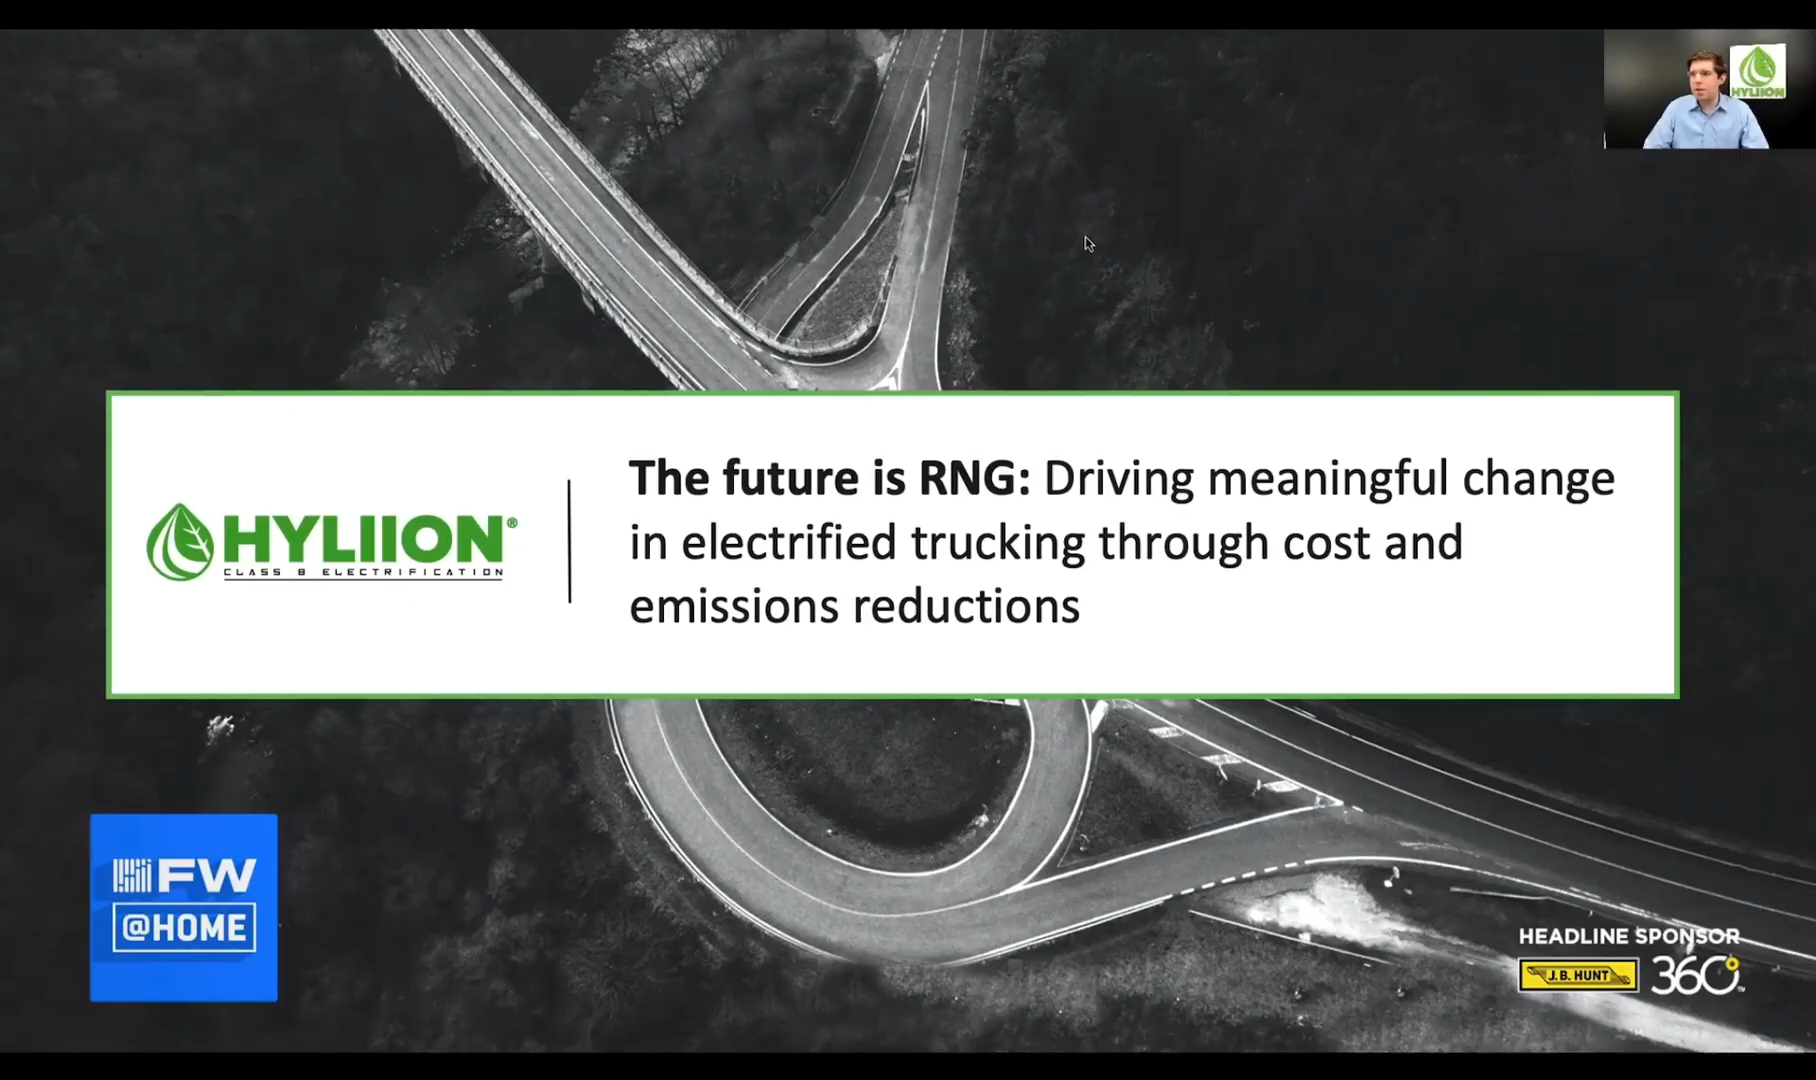 HYLIION
HYLIION®
CLASS 8 ELECTRIFICATION
The future is RNG: Driving meaningful change
in electrified trucking through cost and
emissions reductions
FW
@HOME
HEADLINE SPONSOR
J.B. HUNT 360°